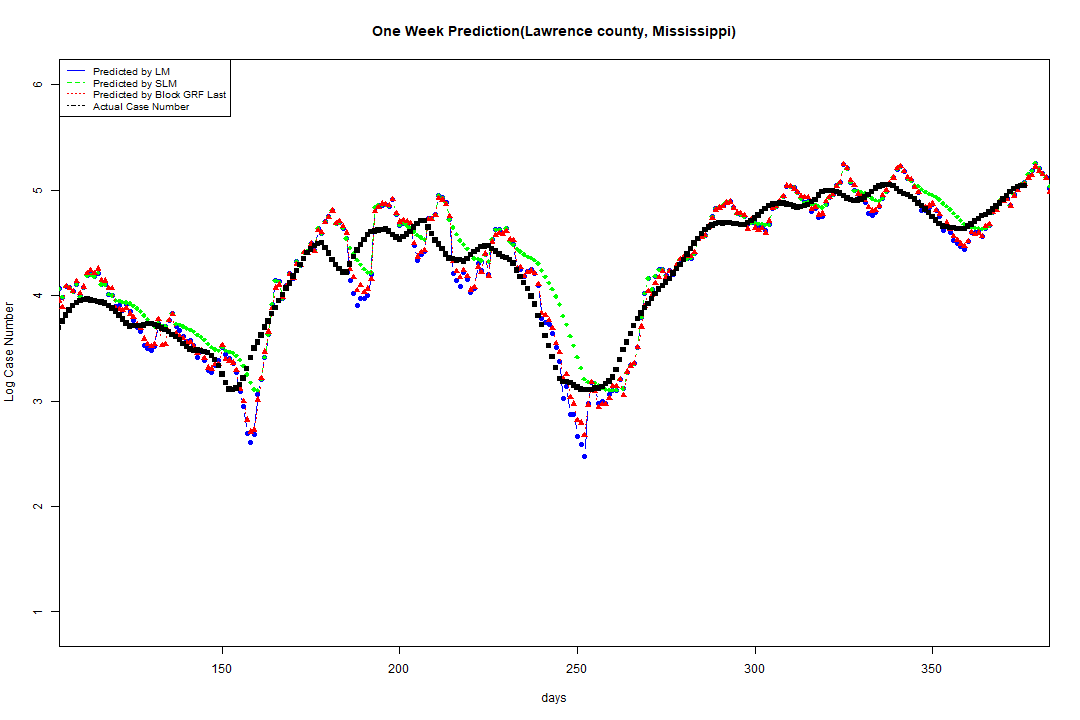 One Week Prediction(Lawrence county, Mississippi)
Predicted by LM
Predicted by SLM
Predicted by Block GRF Last
Actual Case Number
6
5
4
3
2
1
Log Case Number
150 200 250 300 350
days